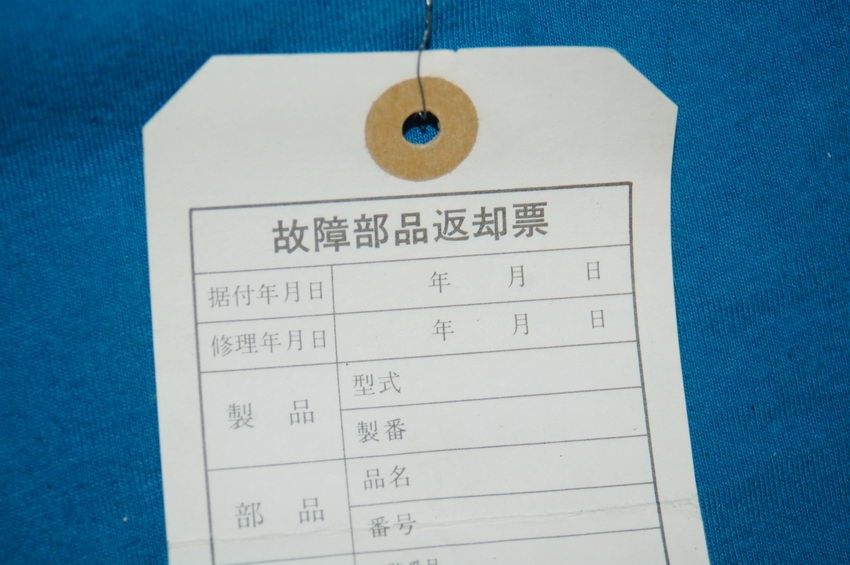 故障部品返却票
据付年月日 年 月 日
修理年月日 年 月 日
製品 型式
製番
部品 品名
番号